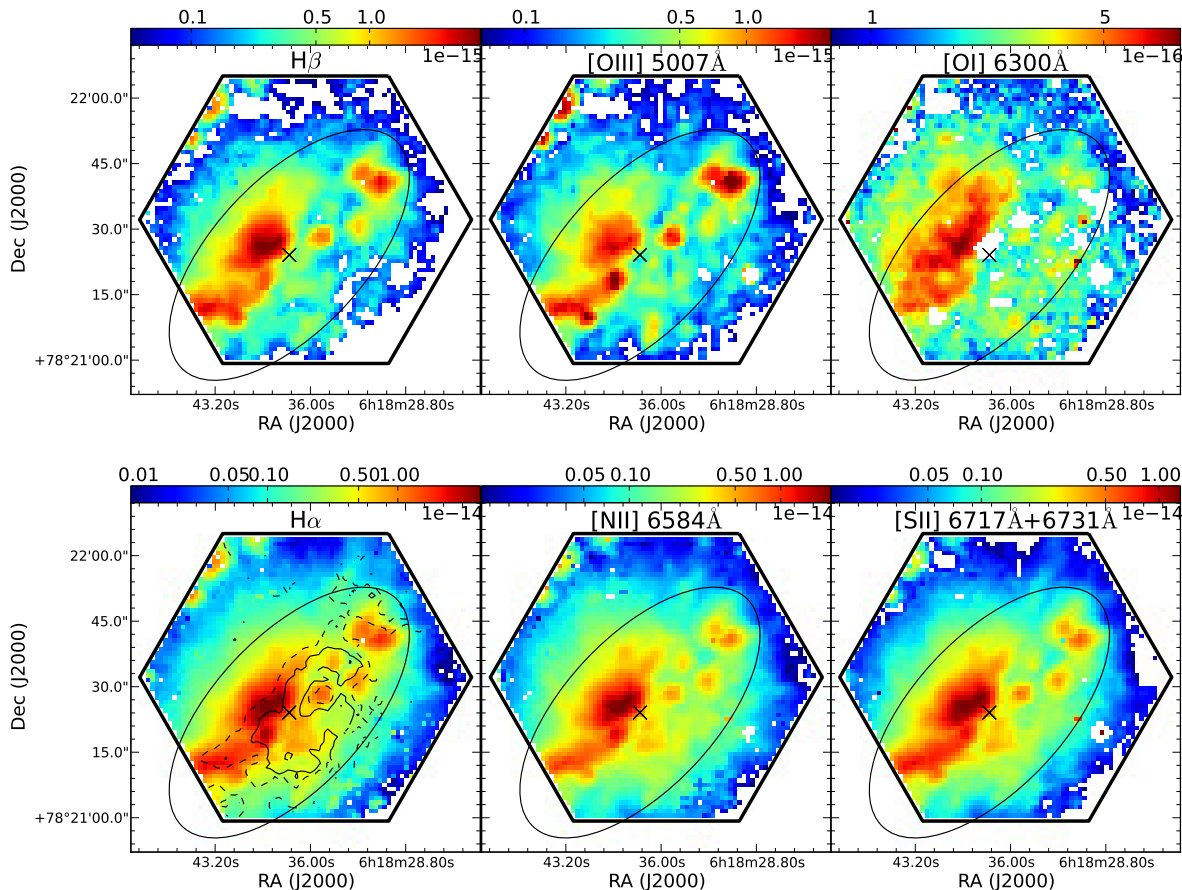 0.1 0.5 1.0 0.1 0.5 1.0 1 5
1e−15 1e−15 1e−16
Hβ [OIII] 5007Å [OI] 6300Å
22'00.0"
45.0"
30.0"
15.0"
+78°21'00.0"
Dec (J2000)
43.20s 36.00s 6h18m28.80s 43.20s 36.00s 6h18m28.80s 43.20s 36.00s 6h18m28.80s
RA (J2000) RA (J2000) RA (J2000)
0.01 0.05 0.10 0.50 1.00 0.05 0.10 0.50 1.00 0.05 0.10 0.50 1.00
1e−14 1e−14 1e−14
Hα [NII] 6584Å [SII] 6717Å+6731Å
22'00.0"
45.0"
30.0"
15.0"
+78°21'00.0"
Dec (J2000)
43.20s 36.00s 6h18m28.80s 43.20s 36.00s 6h18m28.80s 43.20s 36.00s 6h18m28.80s
RA (J2000) RA (J2000) RA (J2000)